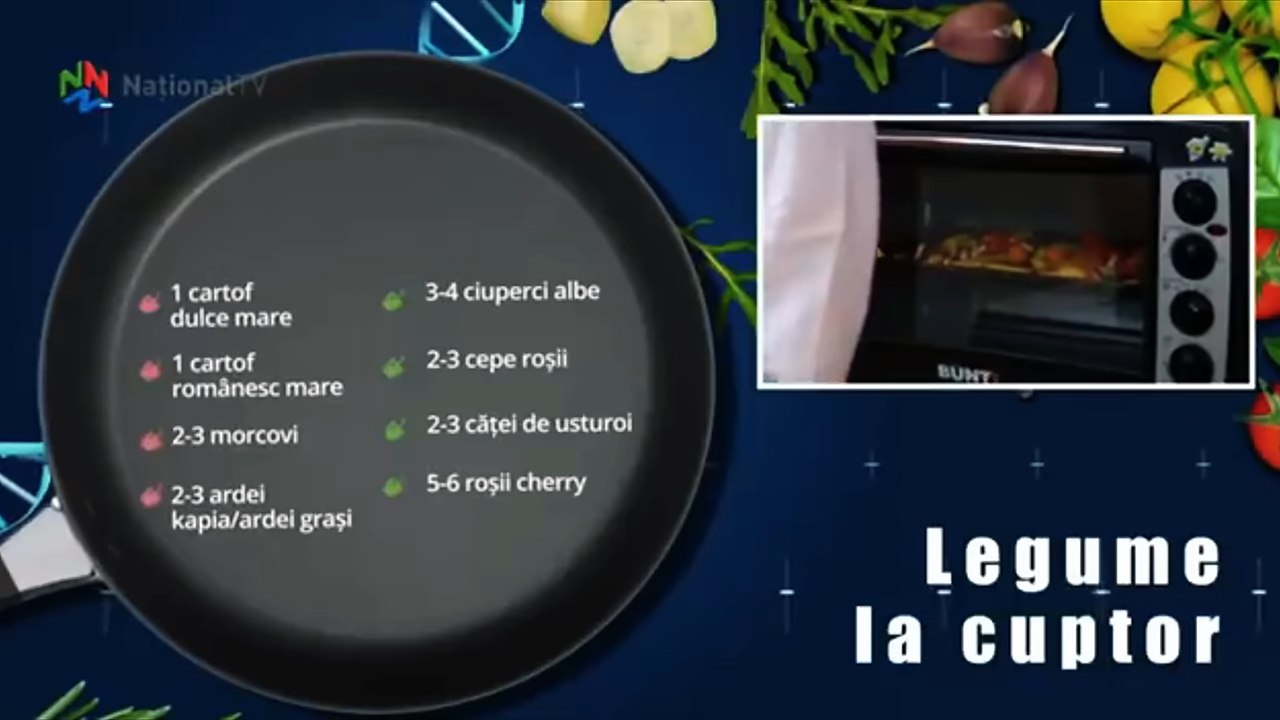 NaționalTV
1 cartof
dulce mare
1 cartof
românesc mare
2-3 morcovi
2-3 ardei
kapia/ardei grași
3-4 ciuperci albe
2-3 cepe roșii
2-3 căței de usturoi
5-6 roșii cherry
Legume
la cuptor